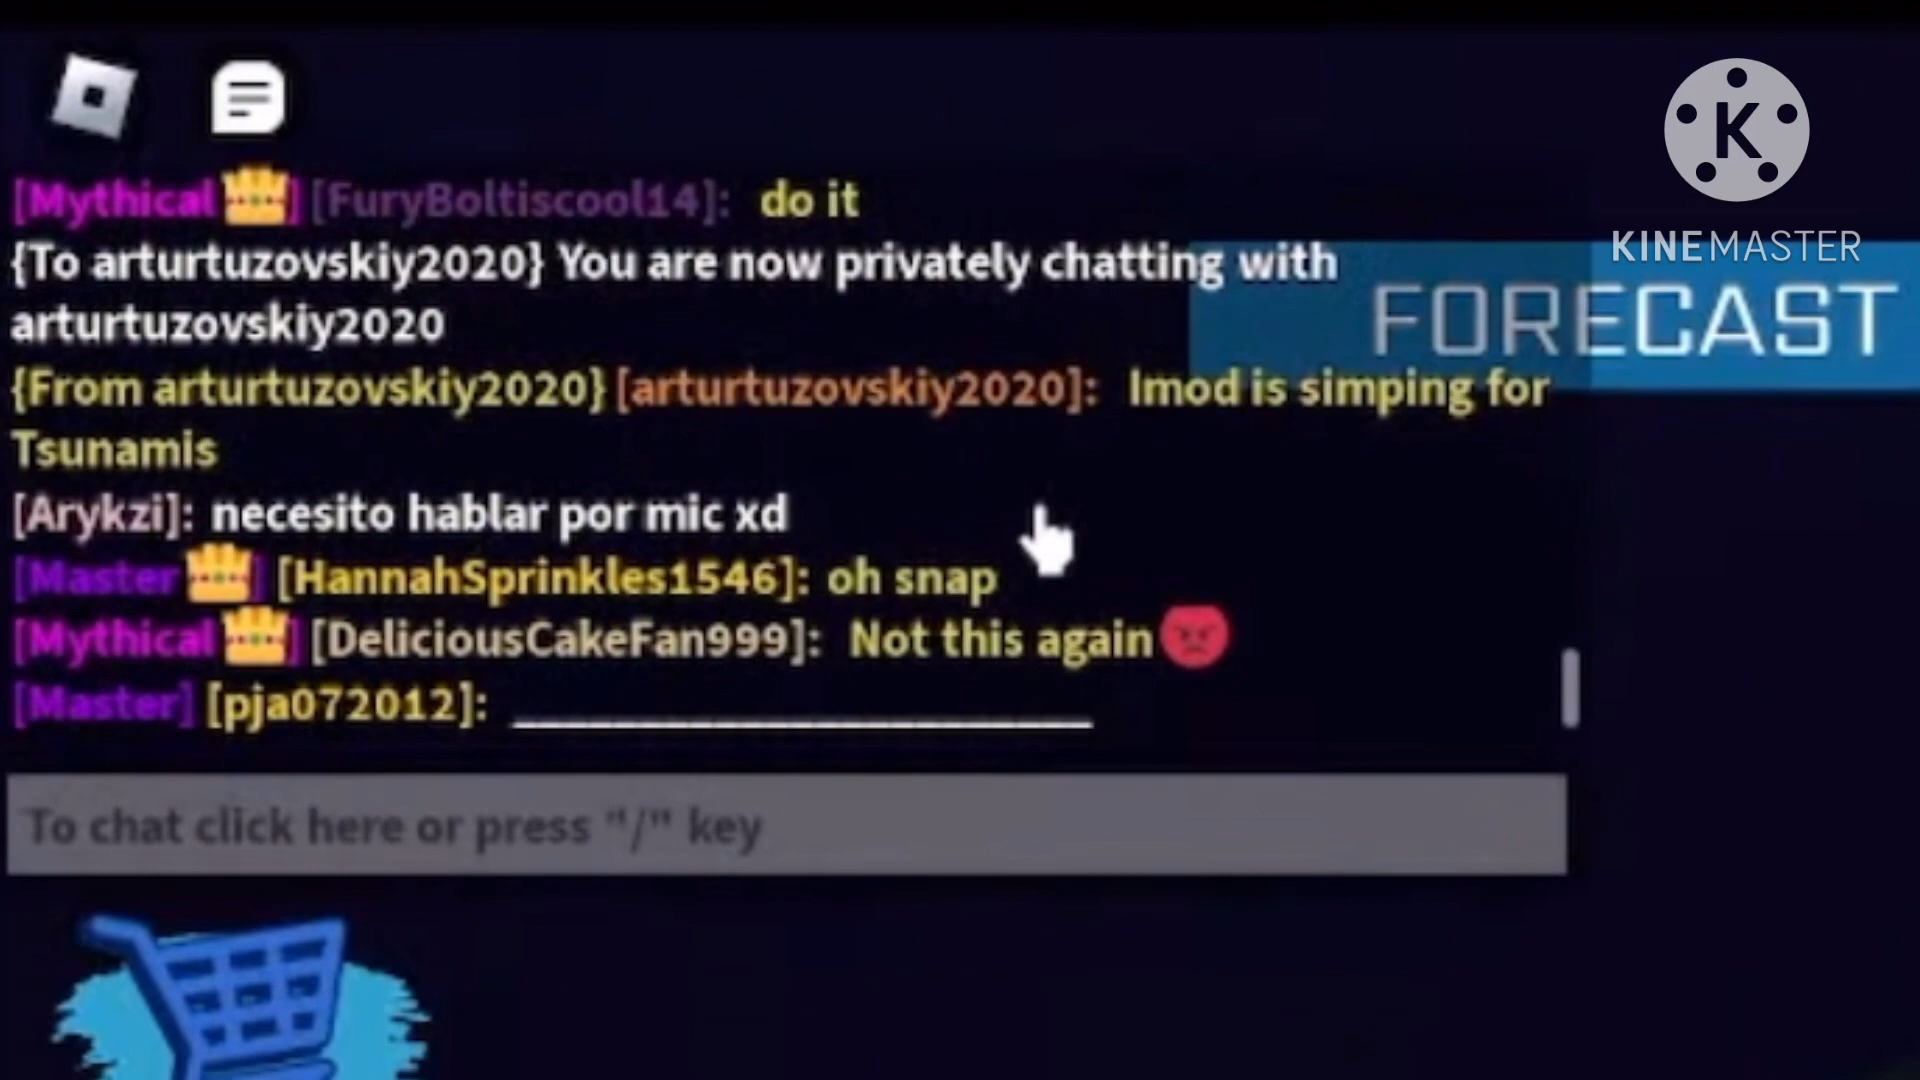 K
KINEMASTER
[Mythical👑] [FuryBoltiscool14]: do it
{To arturtuzovskiy2020} You are now privately chatting with
arturtuzovskiy2020
FORECAST
{From arturtuzovskiy2020} [arturtuzovskiy2020]: Imod is simping for
Tsunamis
[Arykzi]: necesito hablar por mic xd
[Master👑] [HannahSprinkles1546]: oh snap
[Mythical👑] [DeliciousCakeFan999]: Not this again😡
[Master] [pja072012]: ____________________
To chat click here or press "/" key